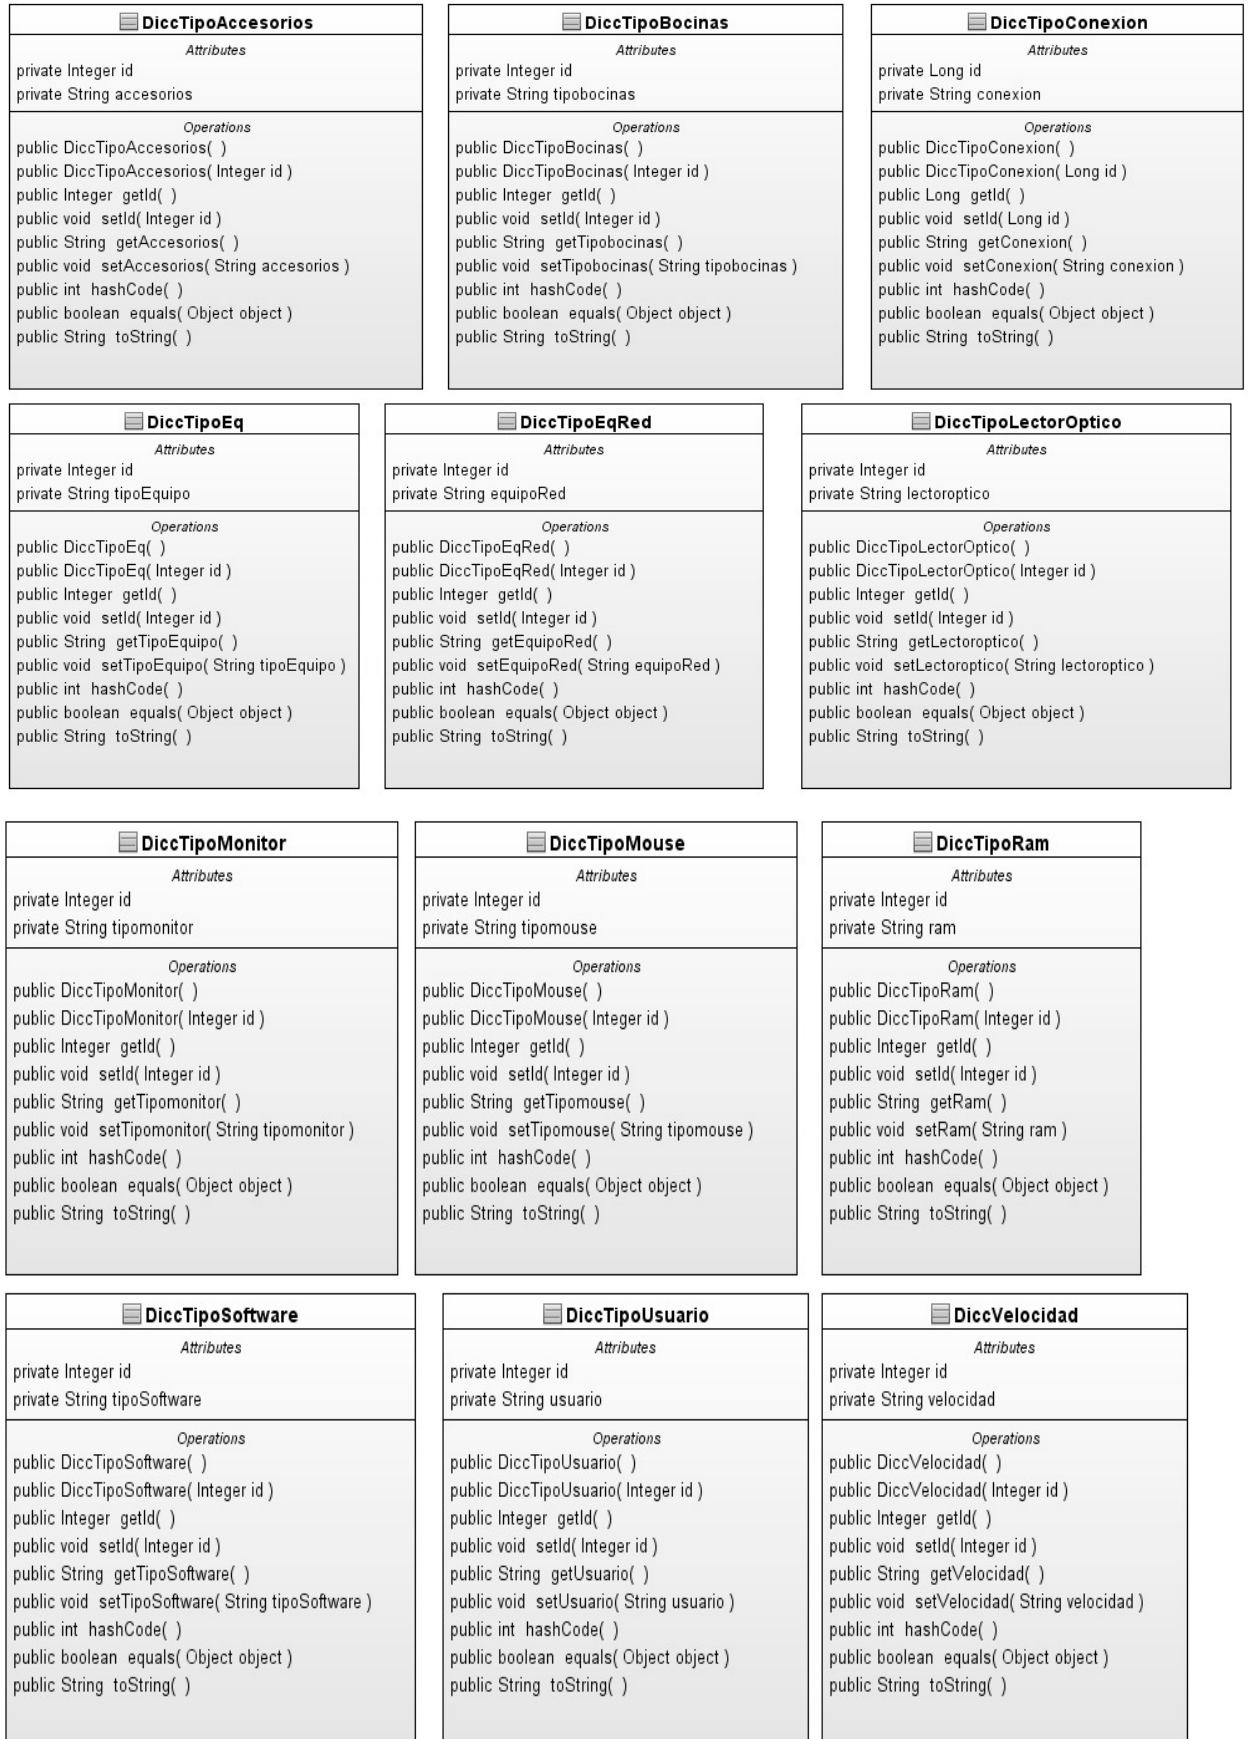 DiccTipoAccesorios
Attributes
private Integer id
private String accesorios
Operations
public DiccTipoAccesorios( )
public DiccTipoAccesorios( Integer id )
public Integer getId( )
public void setId( Integer id )
public String getAccesorios( )
public void setAccesorios( String accesorios )
public int hashCode( )
public boolean equals( Object object )
public String toString( )
DiccTipoBocinas
Attributes
private Integer id
private String tipobocinas
Operations
public DiccTipoBocinas( )
public DiccTipoBocinas( Integer id )
public Integer getId( )
public void setId( Integer id )
public String getTipobocinas( )
public void setTipobocinas( String tipobocinas )
public int hashCode( )
public boolean equals( Object object )
public String toString( )
DiccTipoConexion
Attributes
private Long id
private String conexion
Operations
public DiccTipoConexion( )
public DiccTipoConexion( Long id )
public Long getId( )
public void setId( Long id )
public String getConexion( )
public void setConexion( String conexion )
public int hashCode( )
public boolean equals( Object object )
public String toString( )
DiccTipoEq
Attributes
private Integer id
private String tipoEquipo
Operations
public DiccTipoEq( )
public DiccTipoEq( Integer id )
public Integer getId( )
public void setId( Integer id )
public String getTipoEquipo( )
public void setTipoEquipo( String tipoEquipo )
public int hashCode( )
public boolean equals( Object object )
public String toString( )
DiccTipoEqRed
Attributes
private Integer id
private String equipoRed
Operations
public DiccTipoEqRed( )
public DiccTipoEqRed( Integer id )
public Integer getId( )
public void setId( Integer id )
public String getEquipoRed( )
public void setEquipoRed( String equipoRed )
public int hashCode( )
public boolean equals( Object object )
public String toString( )
DiccTipoLectorOptico
Attributes
private Integer id
private String lectoroptico
Operations
public DiccTipoLectorOptico( )
public DiccTipoLectorOptico( Integer id )
public Integer getId( )
public void setId( Integer id )
public String getLectoroptico( )
public void setLectoroptico( String lectoroptico )
public int hashCode( )
public boolean equals( Object object )
public String toString( )
DiccTipoMonitor
Attributes
private Integer id
private String tipomonitor
Operations
public DiccTipoMonitor( )
public DiccTipoMonitor( Integer id )
public Integer getId( )
public void setId( Integer id )
public String getTipomonitor( )
public void setTipomonitor( String tipomonitor )
public int hashCode( )
public boolean equals( Object object )
public String toString( )
DiccTipoMouse
Attributes
private Integer id
private String tipomouse
Operations
public DiccTipoMouse( )
public DiccTipoMouse( Integer id )
public Integer getId( )
public void setId( Integer id )
public String getTipomouse( )
public void setTipomouse( String tipomouse )
public int hashCode( )
public boolean equals( Object object )
public String toString( )
DiccTipoRam
Attributes
private Integer id
private String ram
Operations
public DiccTipoRam( )
public DiccTipoRam( Integer id )
public Integer getId( )
public void setId( Integer id )
public String getRam( )
public void setRam( String ram )
public int hashCode( )
public boolean equals( Object object )
public String toString( )
DiccTipoSoftware
Attributes
private Integer id
private String tipoSoftware
Operations
public DiccTipoSoftware( )
public DiccTipoSoftware( Integer id )
public Integer getId( )
public void setId( Integer id )
public String getTipoSoftware( )
public void setTipoSoftware( String tipoSoftware )
public int hashCode( )
public boolean equals( Object object )
public String toString( )
DiccTipoUsuario
Attributes
private Integer id
private String usuario
Operations
public DiccTipoUsuario( )
public DiccTipoUsuario( Integer id )
public Integer getId( )
public void setId( Integer id )
public String getUsuario( )
public void setUsuario( String usuario )
public int hashCode( )
public boolean equals( Object object )
public String toString( )
DiccVelocidad
Attributes
private Integer id
private String velocidad
Operations
public DiccVelocidad( )
public DiccVelocidad( Integer id )
public Integer getId( )
public void setId( Integer id )
public String getVelocidad( )
public void setVelocidad( String velocidad )
public int hashCode( )
public boolean equals( Object object )
public String toString( )